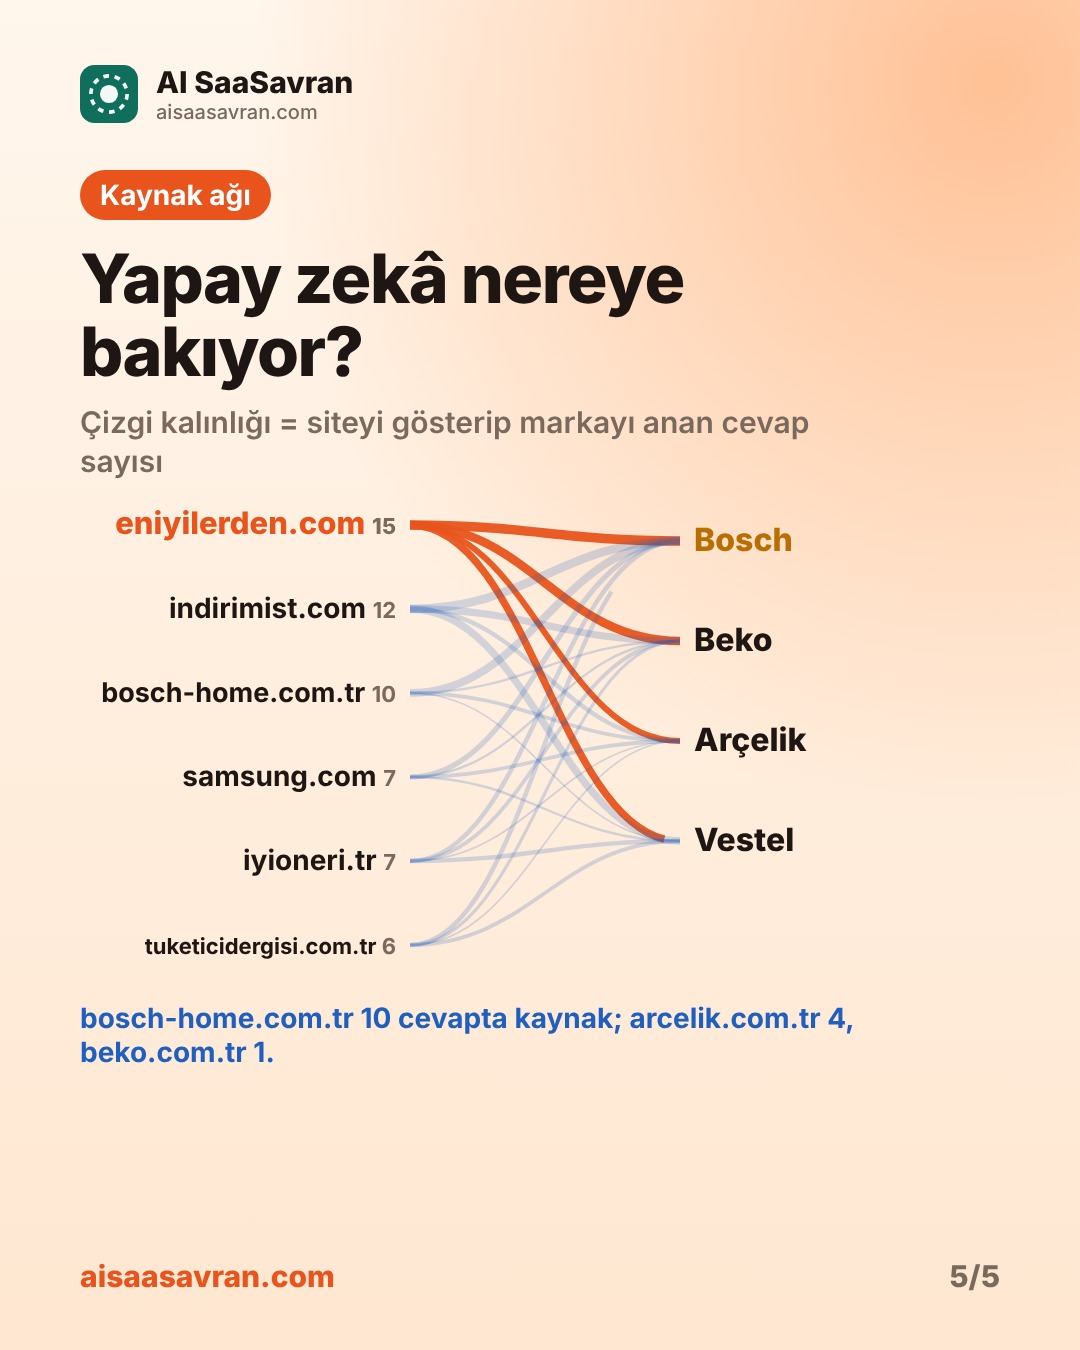 AI SaaSavran
aisaasavran.com
Kaynak ağı
Yapay zekâ nereye
bakıyor?
Çizgi kalınlığı = siteyi gösterip markayı anan cevap
sayısı
eniyilerden.com 15
indirimist.com 12
bosch-home.com.tr 10
samsung.com 7
iyioneri.tr 7
tuketicidergisi.com.tr 6
Bosch
Beko
Arçelik
Vestel
bosch-home.com.tr 10 cevapta kaynak; arcelik.com.tr 4,
beko.com.tr 1.
aisaasavran.com
5/5